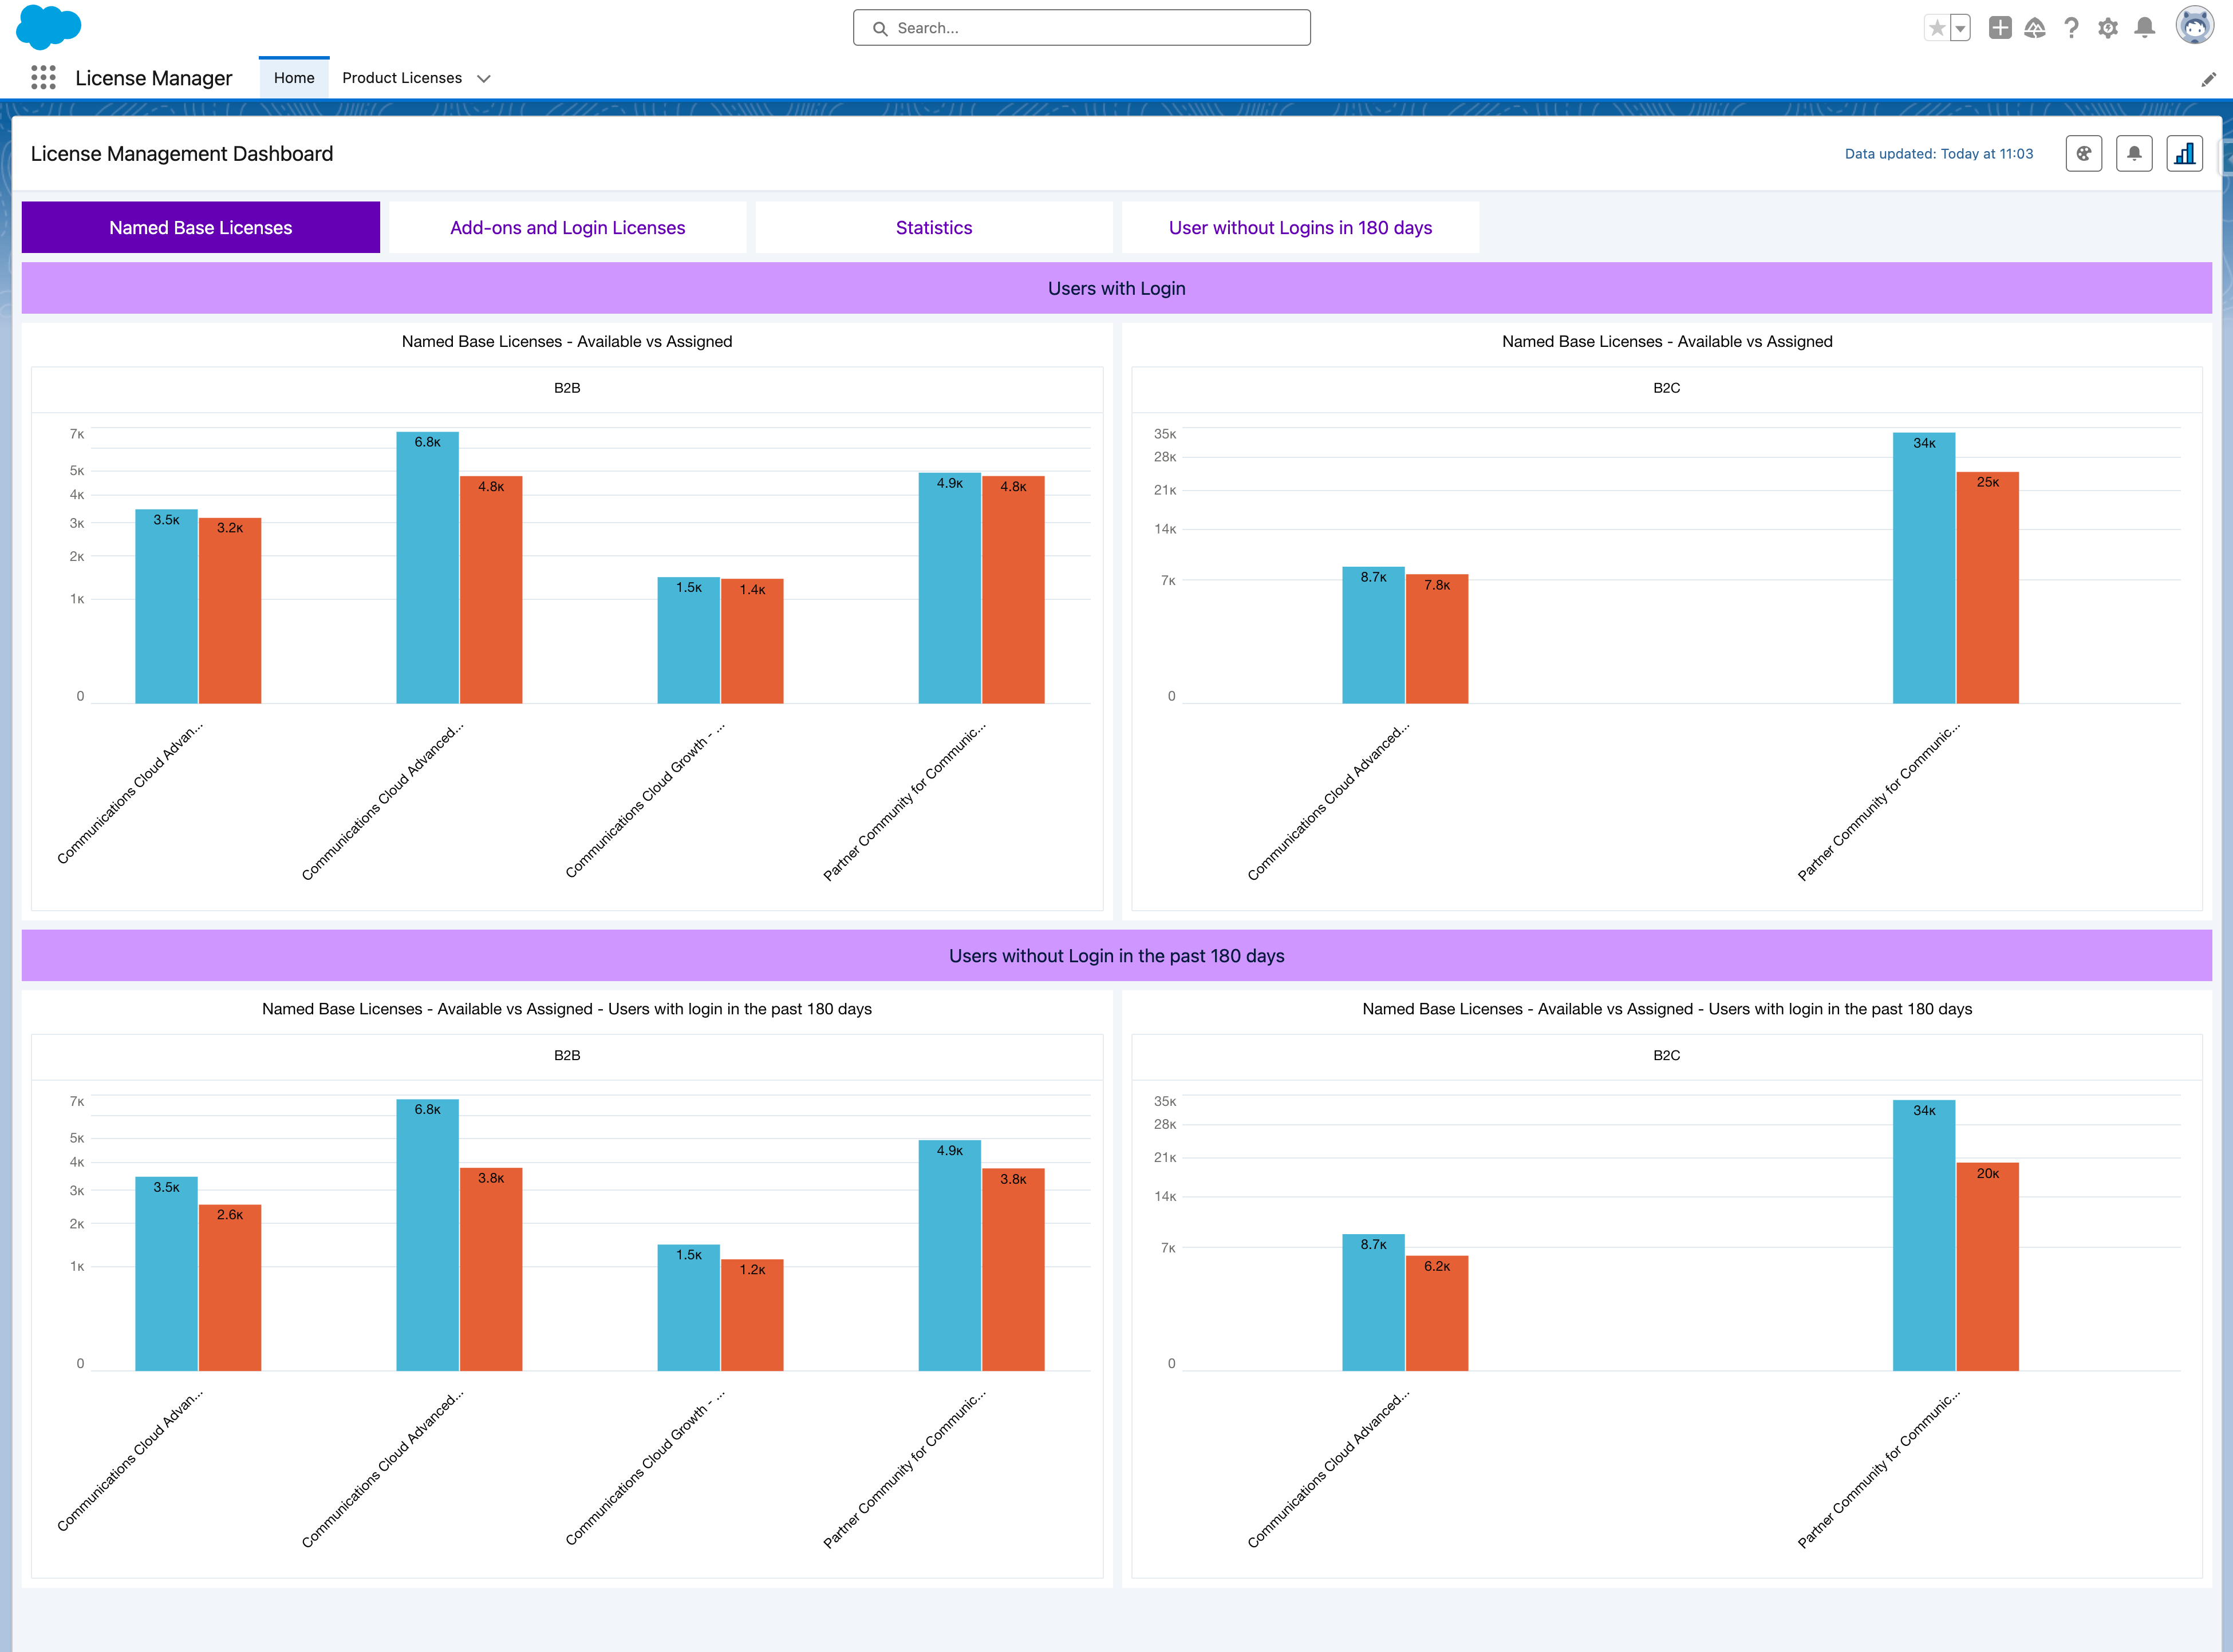 Search...
License Manager
Home
Product Licenses
License Management Dashboard
Data updated: Today at 11:03
Named Base Licenses
Add-ons and Login Licenses
Statistics
User without Logins in 180 days
Users with Login
Named Base Licenses - Available vs Assigned
B2B
7K
5K
4K
3K
2K
1K
0
3.5K
3.2K
6.8K
4.8K
1.5K
1.4K
4.9K
4.8K
Communications Cloud Advan...
Communications Cloud Advanced...
Communications Cloud Growth - ...
Partner Community for Communic...
Named Base Licenses - Available vs Assigned
B2C
35K
28K
21K
14K
7K
0
8.7K
7.8K
34K
25K
Communications Cloud Advanced...
Partner Community for Communic...
Users without Login in the past 180 days
Named Base Licenses - Available vs Assigned - Users with login in the past 180 days
B2B
7K
5K
4K
3K
2K
1K
0
3.5K
2.6K
6.8K
3.8K
1.5K
1.2K
4.9K
3.8K
Communications Cloud Advan...
Communications Cloud Advanced...
Communications Cloud Growth - ...
Partner Community for Communic...
Named Base Licenses - Available vs Assigned - Users with login in the past 180 days
B2C
35K
28K
21K
14K
7K
0
8.7K
6.2K
34K
20K
Communications Cloud Advanced...
Partner Community for Communic...